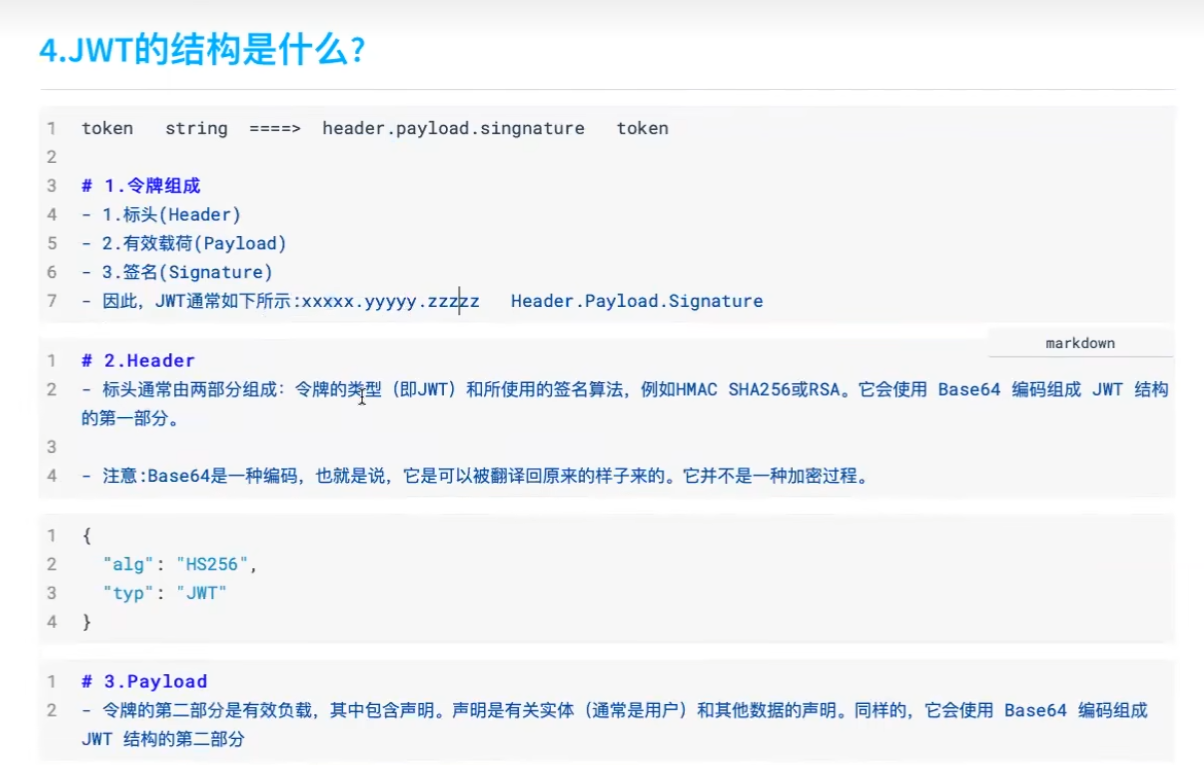 4.JWT的结构是什么?
1 token string ====> header.payload.singnature token
2
3 # 1.令牌组成
4 - 1.标头(Header)
5 - 2.有效载荷(Payload)
6 - 3.签名(Signature)
7 - 因此，JWT通常如下所示:xxxxx.yyyyy.zzzzz Header.Payload.Signature
markdown
1 # 2.Header
2 - 标头通常由两部分组成：令牌的类型（即JWT）和所使用的签名算法，例如HMAC SHA256或RSA。它会使用 Base64 编码组成 JWT 结构
的第一部分。
3
4 - 注意:Base64是一种编码，也就是说，它是可以被翻译回原来的样子来的。它并不是一种加密过程。
1 {
2 "alg": "HS256",
3 "typ": "JWT"
4 }
1 # 3.Payload
2 - 令牌的第二部分是有效负载，其中包含声明。声明是有关实体（通常是用户）和其他数据的声明。同样的，它会使用 Base64 编码组成
JWT 结构的第二部分